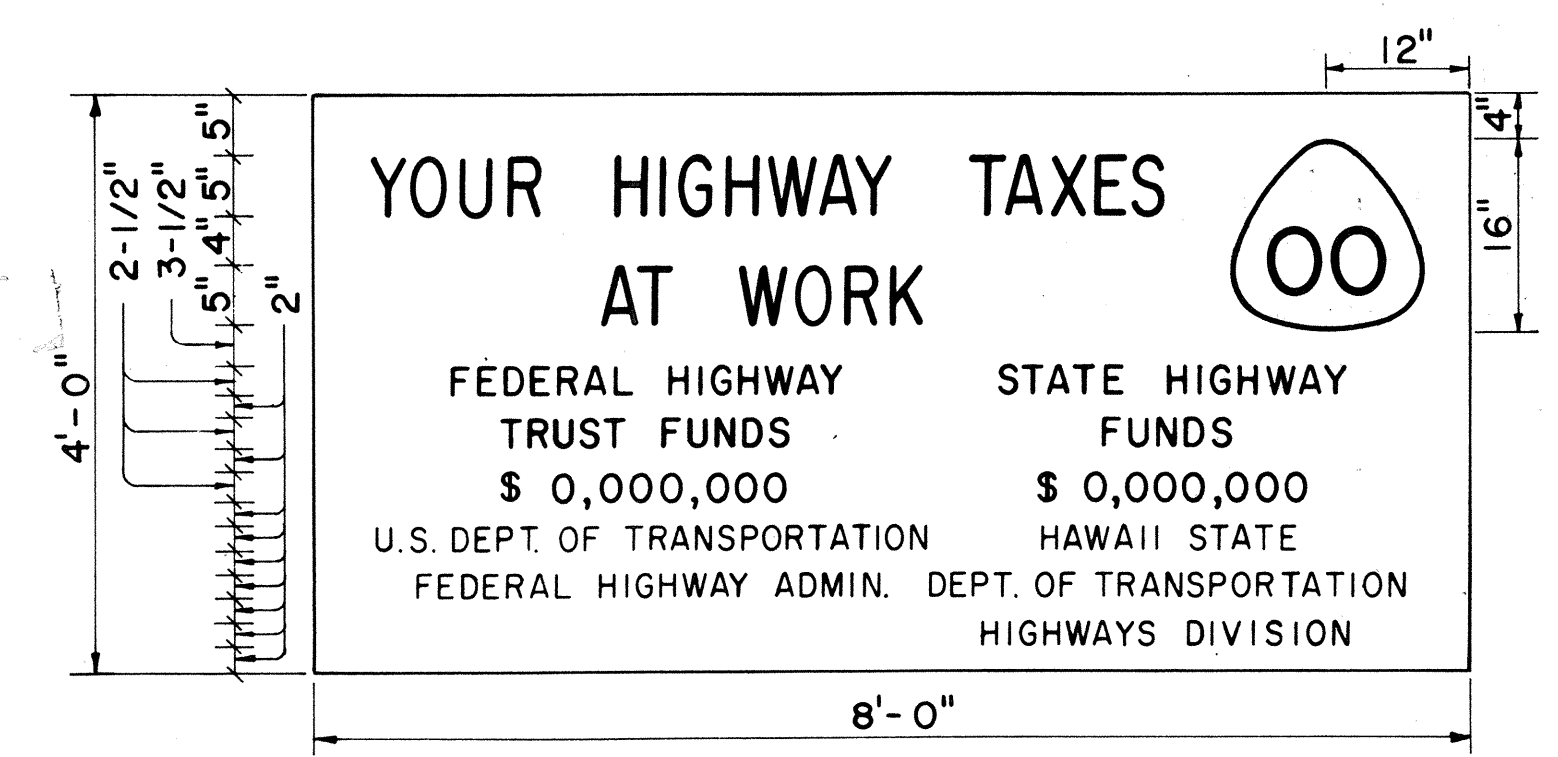 12"
4"
16"
5"
5"
4"
5"
2-1/2"
3-1/2"
2"
4'-0"
YOUR HIGHWAY TAXES
AT WORK
00
FEDERAL HIGHWAY
TRUST FUNDS
$ 0,000,000
U.S. DEPT. OF TRANSPORTATION
FEDERAL HIGHWAY ADMIN.
STATE HIGHWAY
FUNDS
$ 0,000,000
HAWAII STATE
DEPT. OF TRANSPORTATION
HIGHWAYS DIVISION
8'-0"